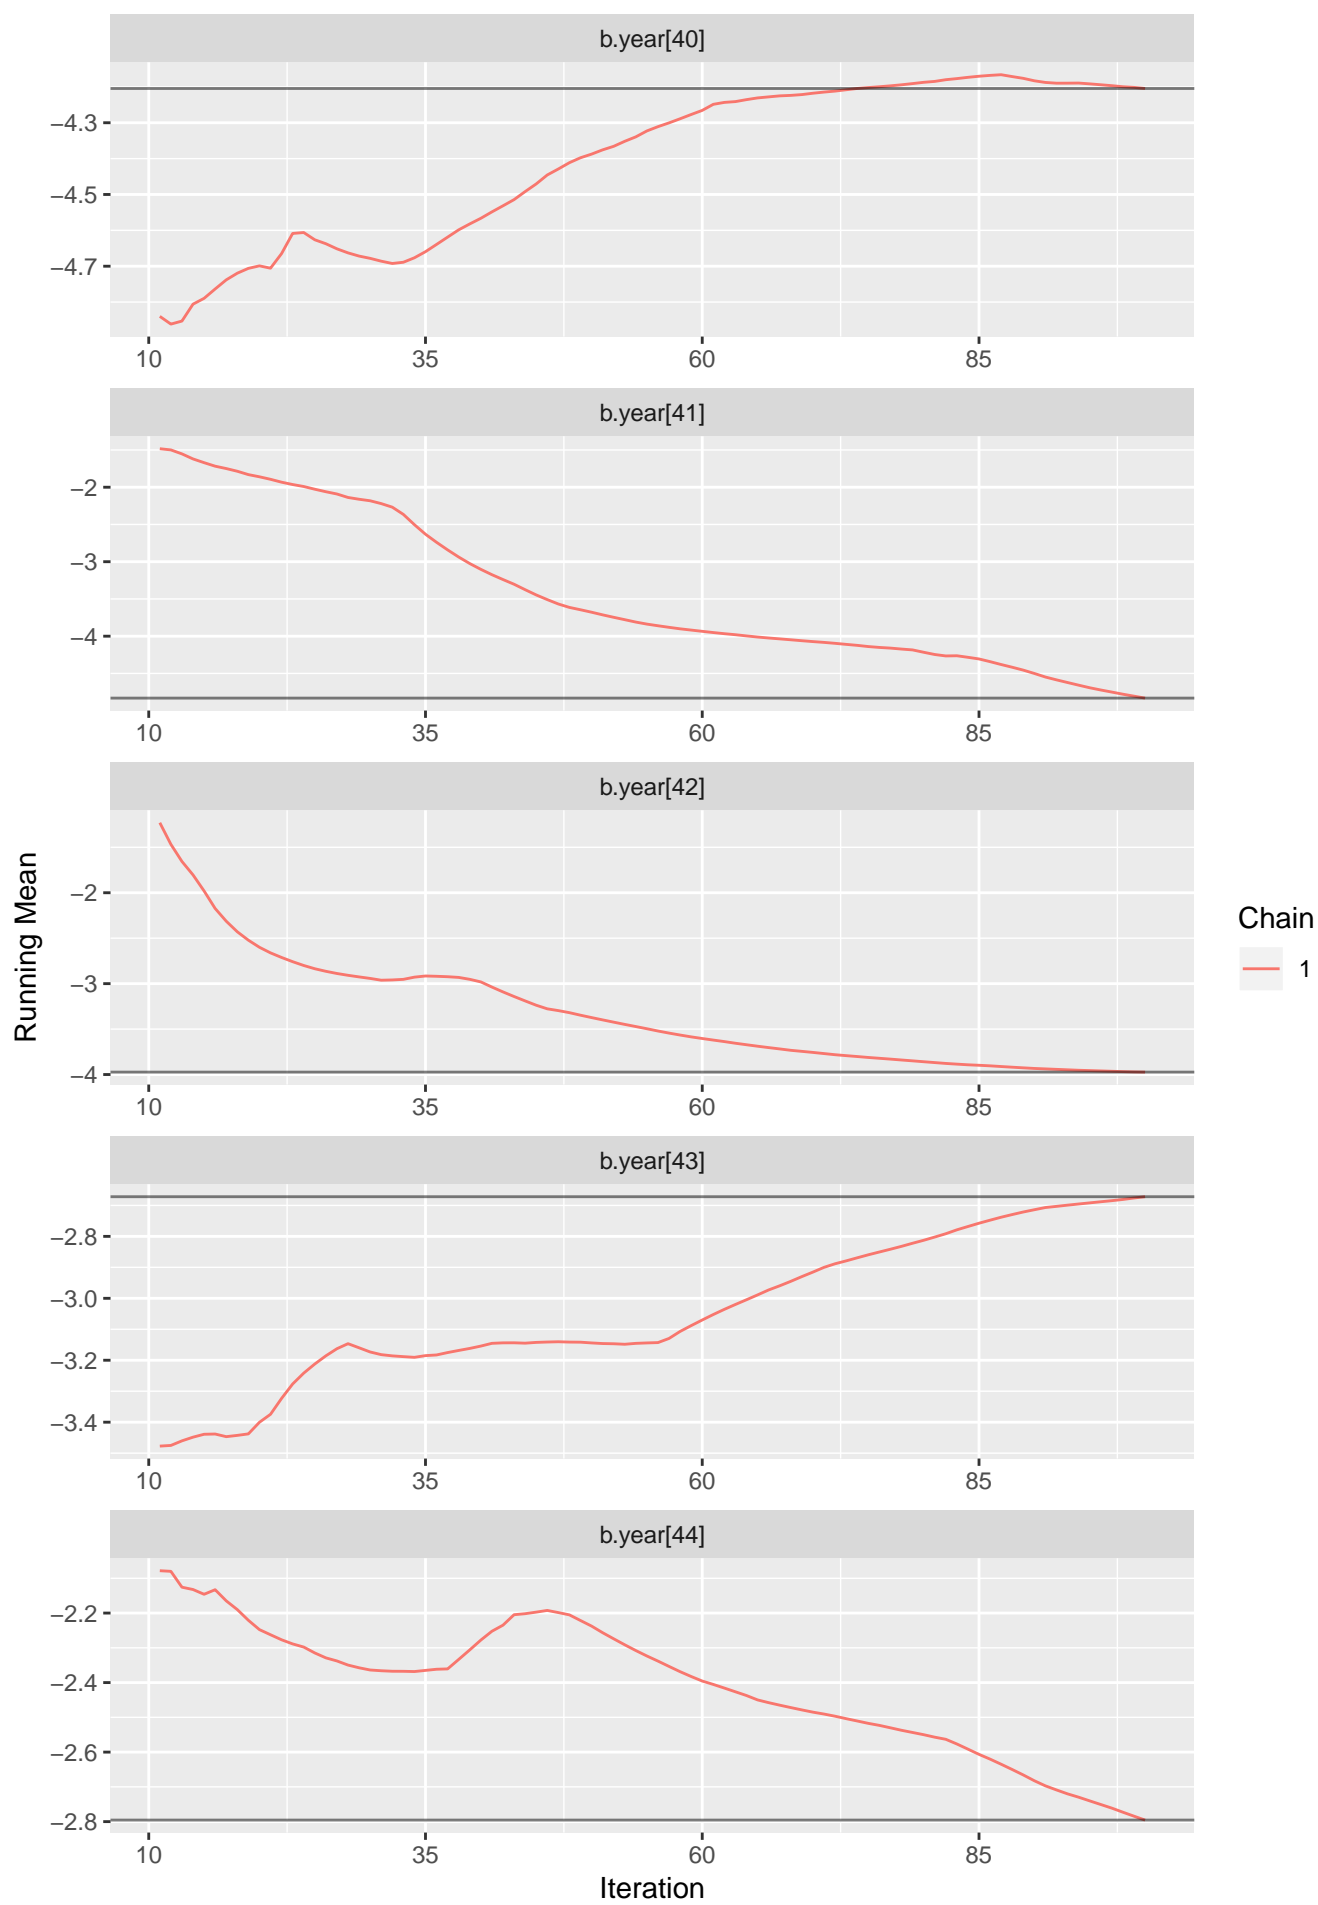 b.year[40]
−4.3
−4.5
−4.7
10 35 60 85
b.year[41]
−2
−3
−4
10 35 60 85
b.year[42]
−2
−3
−4
10 35 60 85
b.year[43]
−2.8
−3.0
−3.2
−3.4
10 35 60 85
b.year[44]
−2.2
−2.4
−2.6
−2.8
10 35 60 85
Iteration
Running Mean
Chain
1